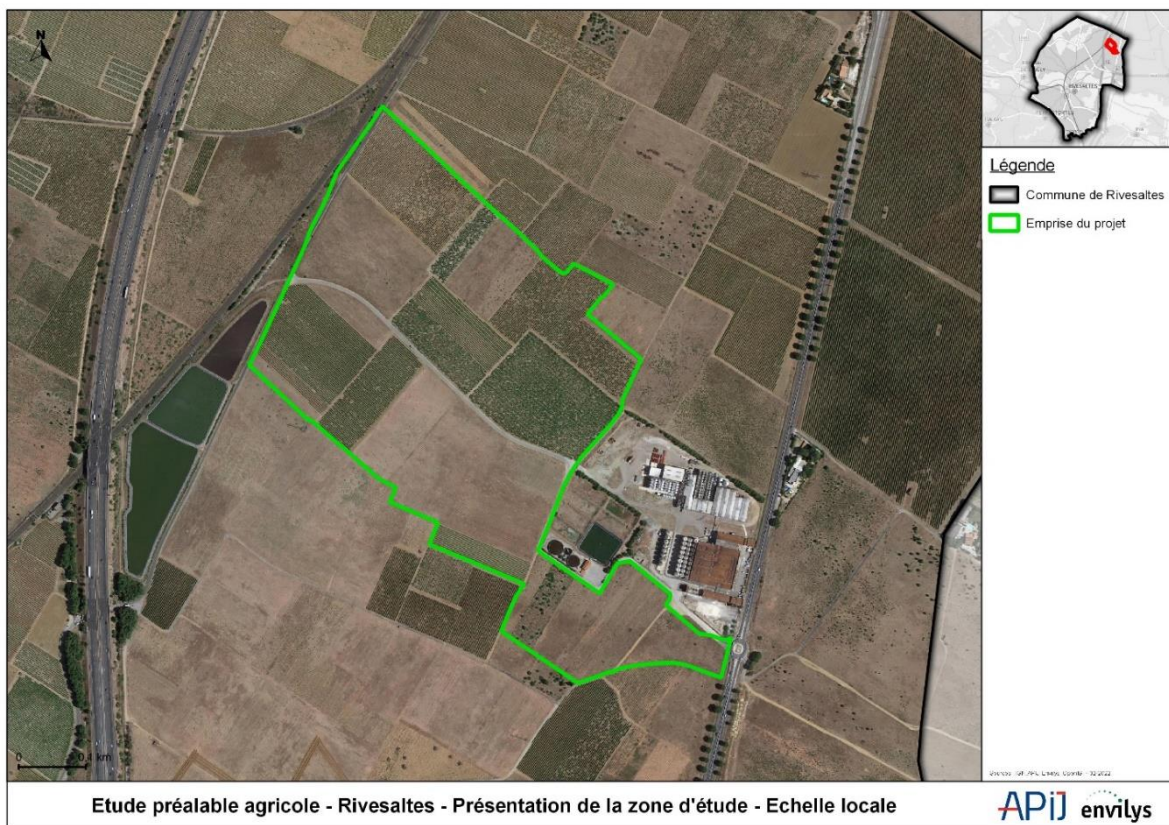 N
RIVESALTES
Légende
Commune de Rivesaltes
Emprise du projet
0
km
Etude préalable agricole - Rivesaltes - Présentation de la zone d'étude - Echelle locale
APIJ envilys